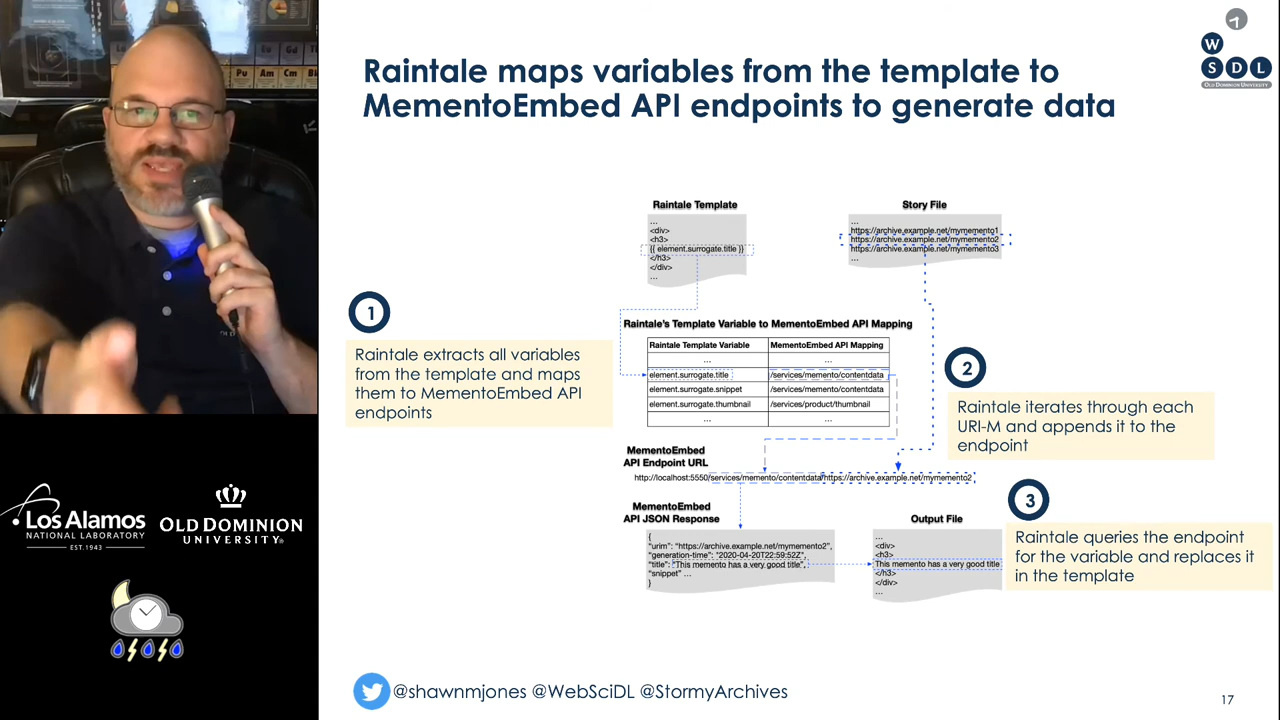 Raintale maps variables from the template to
MementoEmbed API endpoints to generate data
W
S D L
OLD DOMINION UNIVERSITY
Eu Gd
Pu Am Cm
Raintale Template
...
<div>
<h3>
{{ element.surrogate.title }}
</h3>
</div>
...
Story File
...
https://archive.example.net/mymemento1
https://archive.example.net/mymemento2
https://archive.example.net/mymemento3
...
1
Raintale extracts all variables
from the template and maps
them to MementoEmbed API
endpoints
Raintale's Template Variable to MementoEmbed API Mapping
Raintale Template Variable MementoEmbed API Mapping
... ...
element.surrogate.title /services/memento/contentdata
element.surrogate.snippet /services/memento/contentdata
element.surrogate.thumbnail /services/product/thumbnail
... ...
2
Raintale iterates through each
URI-M and appends it to the
endpoint
MementoEmbed
API Endpoint URL
http://localhost:5550/services/memento/contentdata/https://archive.example.net/mymemento2
MementoEmbed
API JSON Response
{
"urim": "https://archive.example.net/mymemento2",
"generation-time": "2020-04-20T22:59:52Z",
"title": "This memento has a very good title",
"snippet" ...
}
Output File
...
<div>
<h3>
This memento has a very good title
</h3>
</div>
...
3
Raintale queries the endpoint
for the variable and replaces it
in the template
Los Alamos
NATIONAL LABORATORY
EST. 1943
OLD DOMINION
UNIVERSITY
@shawnmjones @WebSciDL @StormyArchives
17